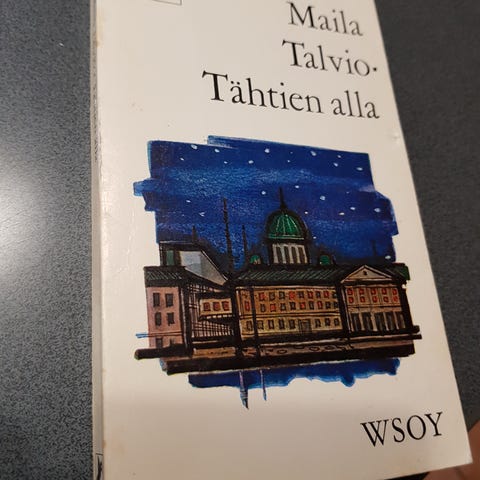 Maila
Talvio·
Tähtien alla
WSOY